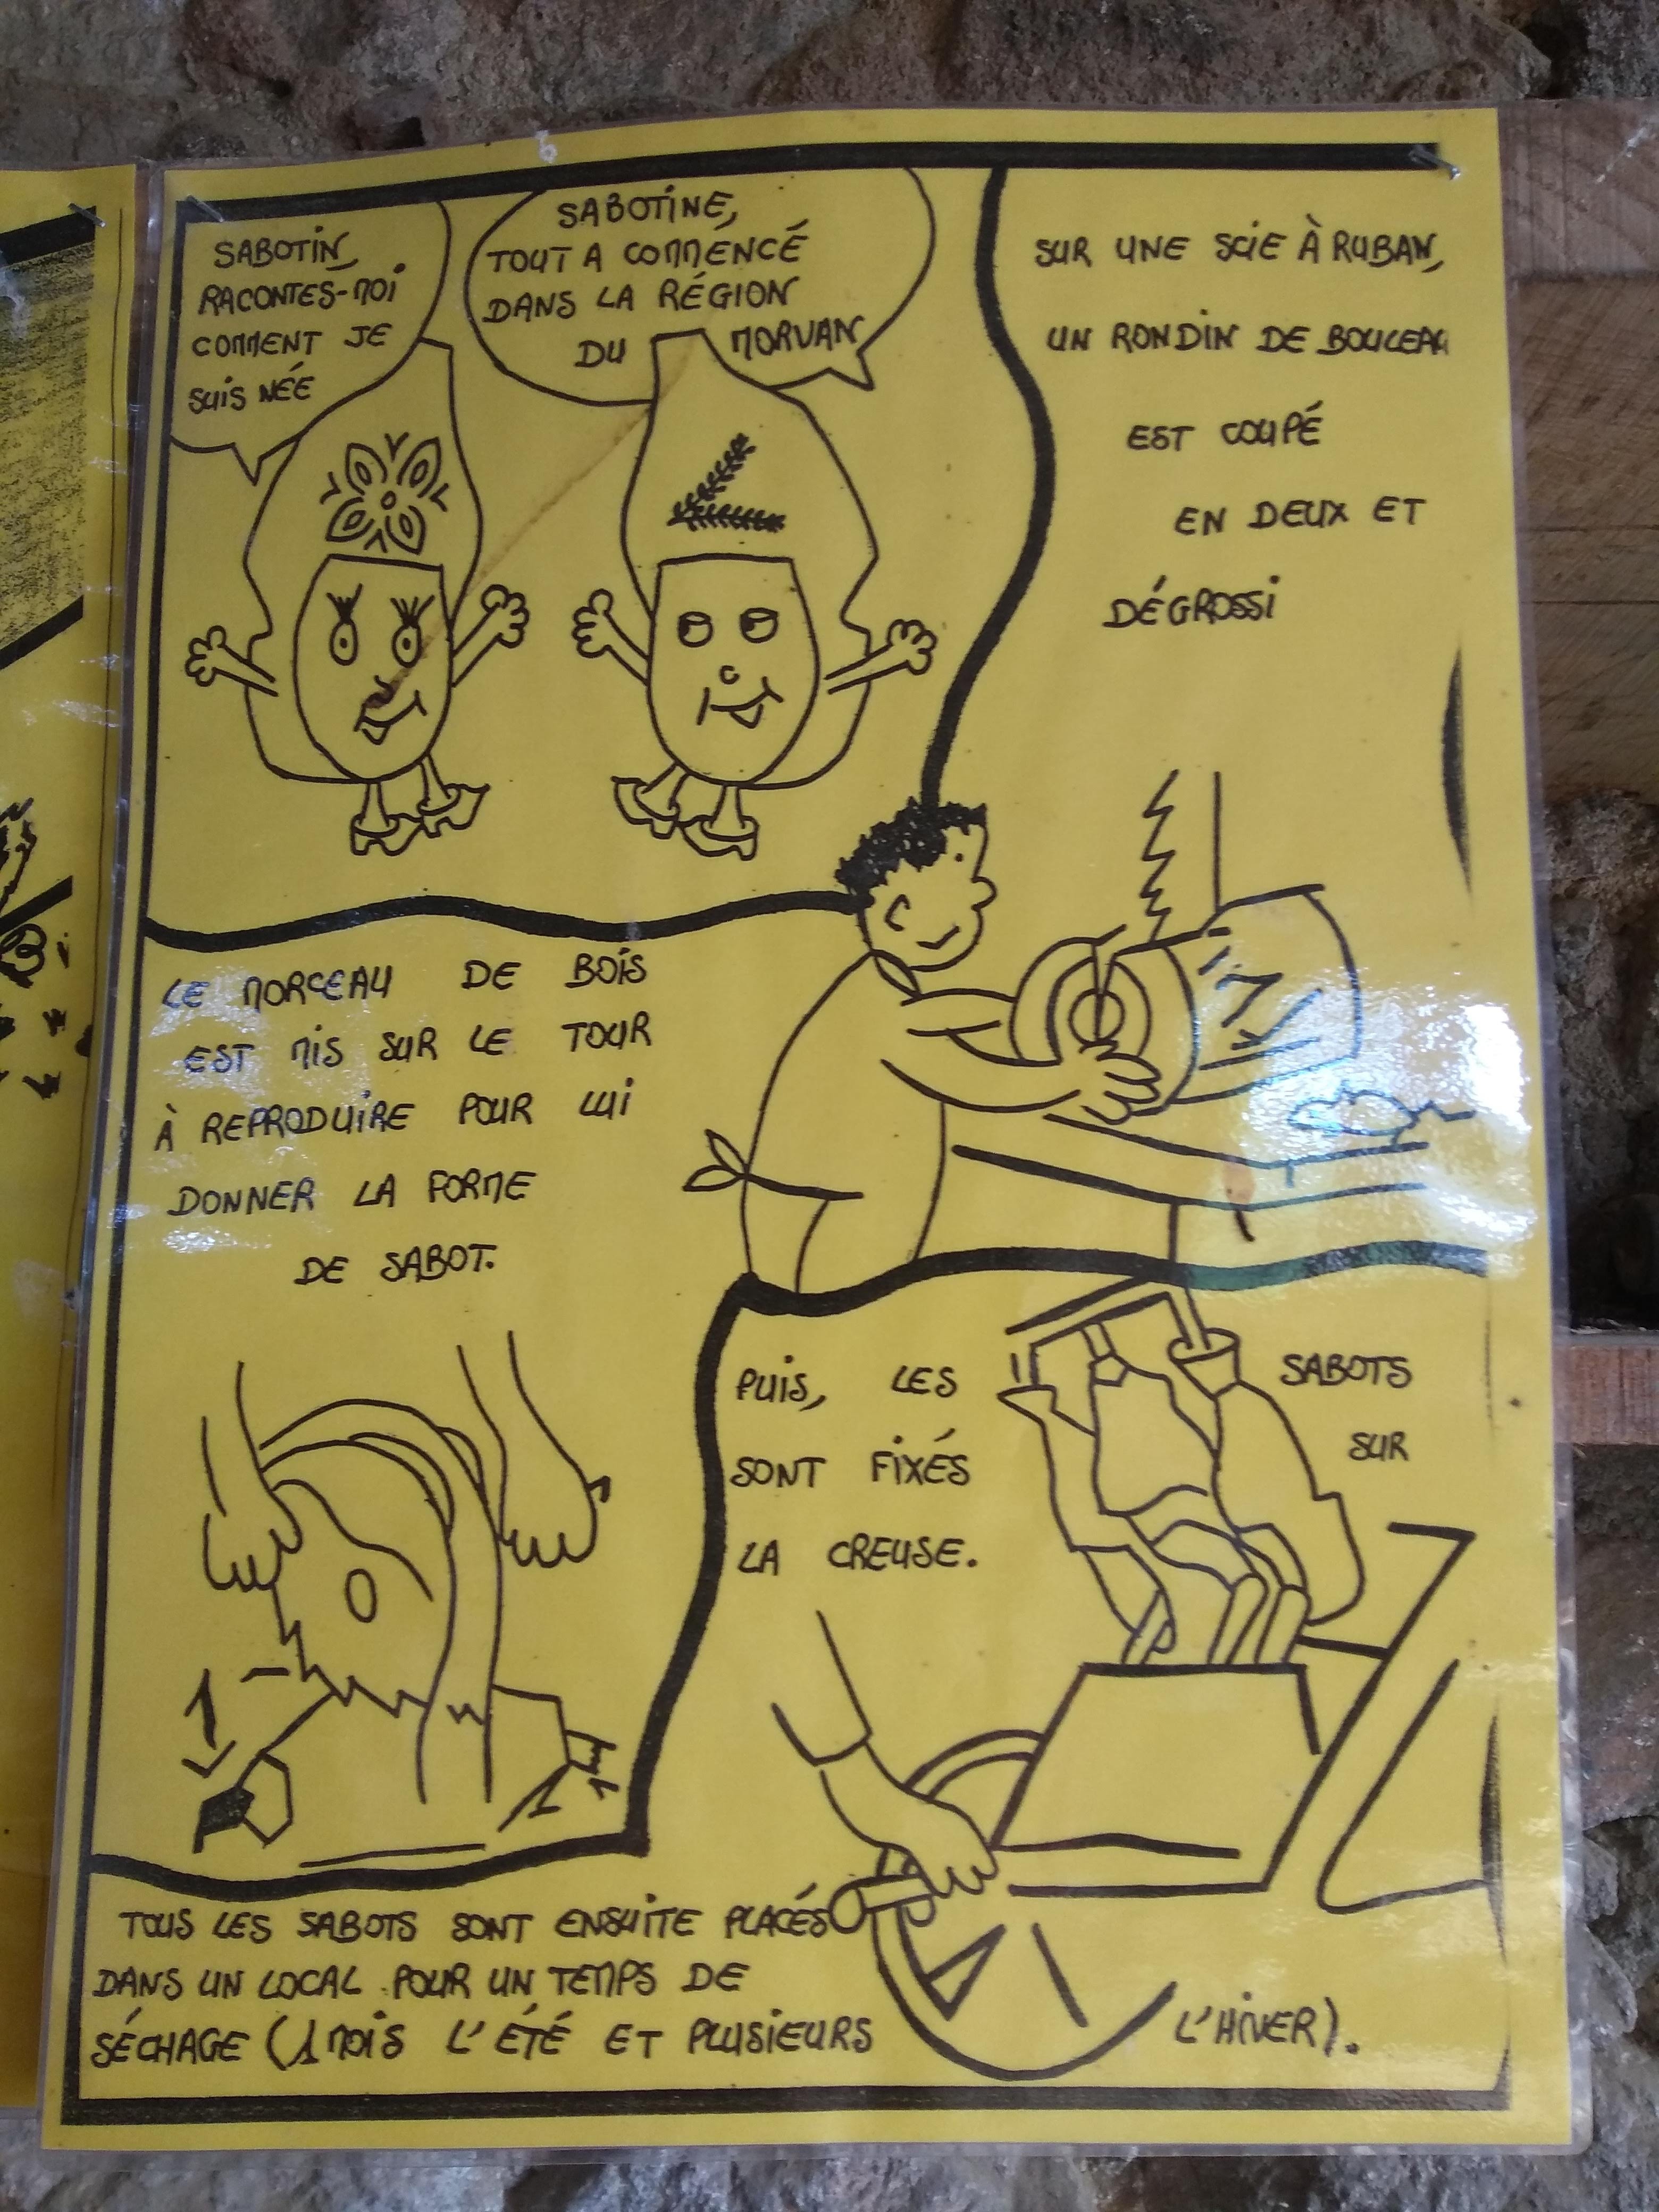 SABOTIN,
RACONTES-MOI
COMMENT JE
SUIS NÉE
SABOTINE,
TOUT A COMMENCÉ
DANS LA RÉGION
DU MORVAN
SUR UNE SCIE À RUBAN,
UN RONDIN DE BOULEAU
EST COUPÉ
EN DEUX ET
DÉGROSSI
LE MORCEAU DE BOIS
EST MIS SUR LE TOUR
À REPRODUIRE POUR LUI
DONNER LA FORME
DE SABOT.
PUIS, LES SABOTS
SONT FIXÉS SUR
LA CREUSE.
TOUS LES SABOTS SONT ENSUITE PLACÉS
DANS UN LOCAL POUR UN TEMPS DE
SÉCHAGE (1 MOIS L'ÉTÉ ET PLUSIEURS L'HIVER).